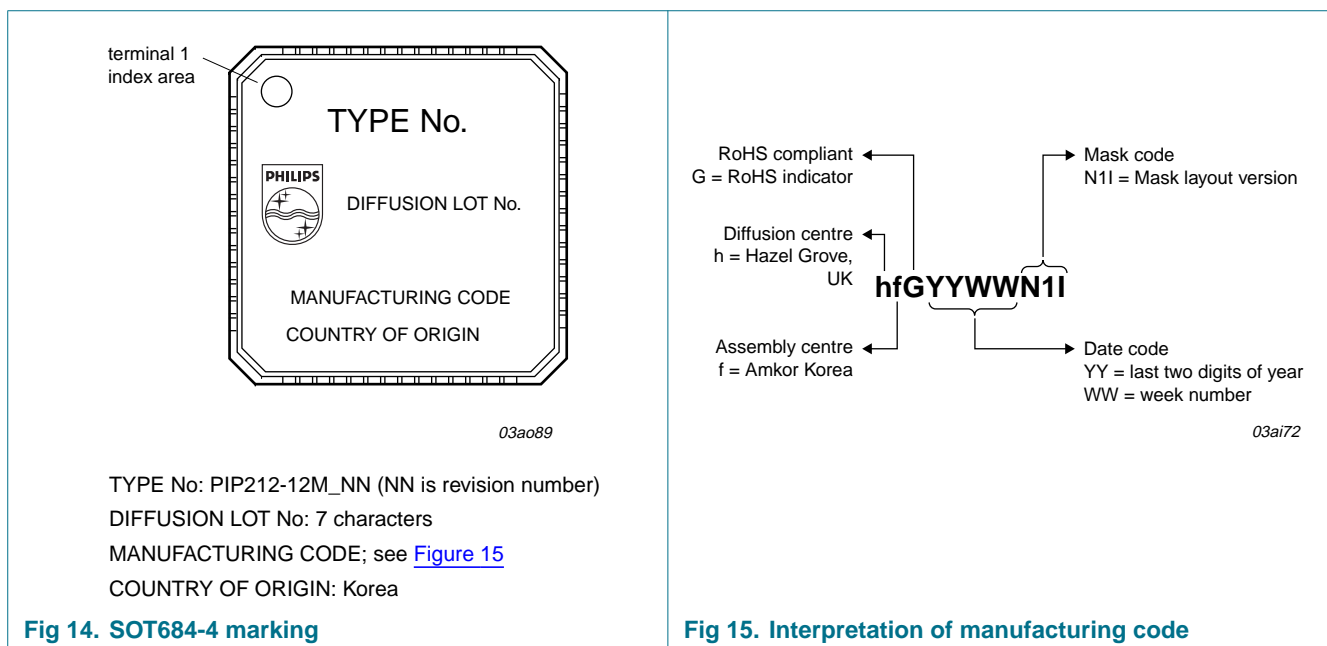 terminal 1
index area
TYPE No.
PHILIPS
DIFFUSION LOT No.
MANUFACTURING CODE
COUNTRY OF ORIGIN
03ao89
TYPE No: PIP212-12M_NN (NN is revision number)
DIFFUSION LOT No: 7 characters
MANUFACTURING CODE; see Figure 15
COUNTRY OF ORIGIN: Korea
Fig 14. SOT684-4 marking
RoHS compliant
G = RoHS indicator
Mask code
N1I = Mask layout version
Diffusion centre
h = Hazel Grove,
UK
hfGYYWWN1I
Assembly centre
f = Amkor Korea
Date code
YY = last two digits of year
WW = week number
03ai72
Fig 15. Interpretation of manufacturing code